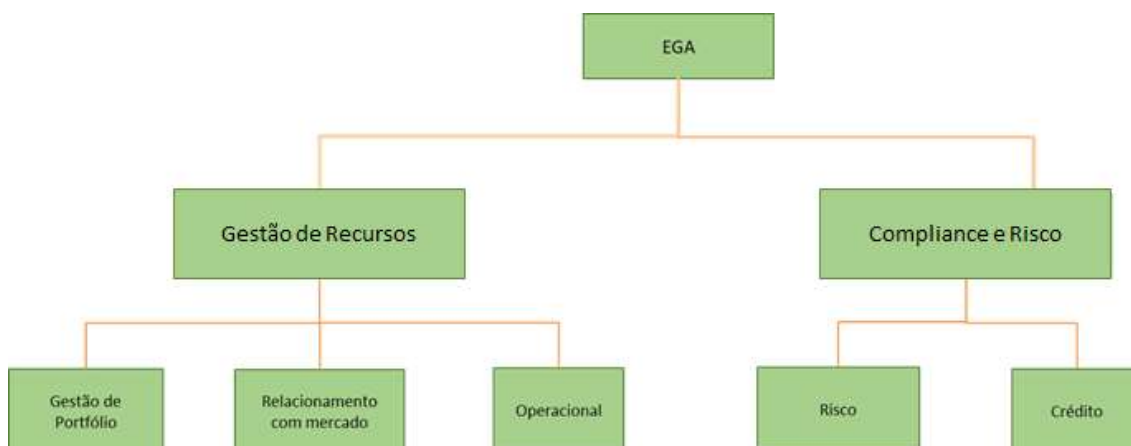 EGA
Gestão de Recursos
Compliance e Risco
Gestão de
Portfólio
Relacionamento
com mercado
Operacional
Risco
Crédito